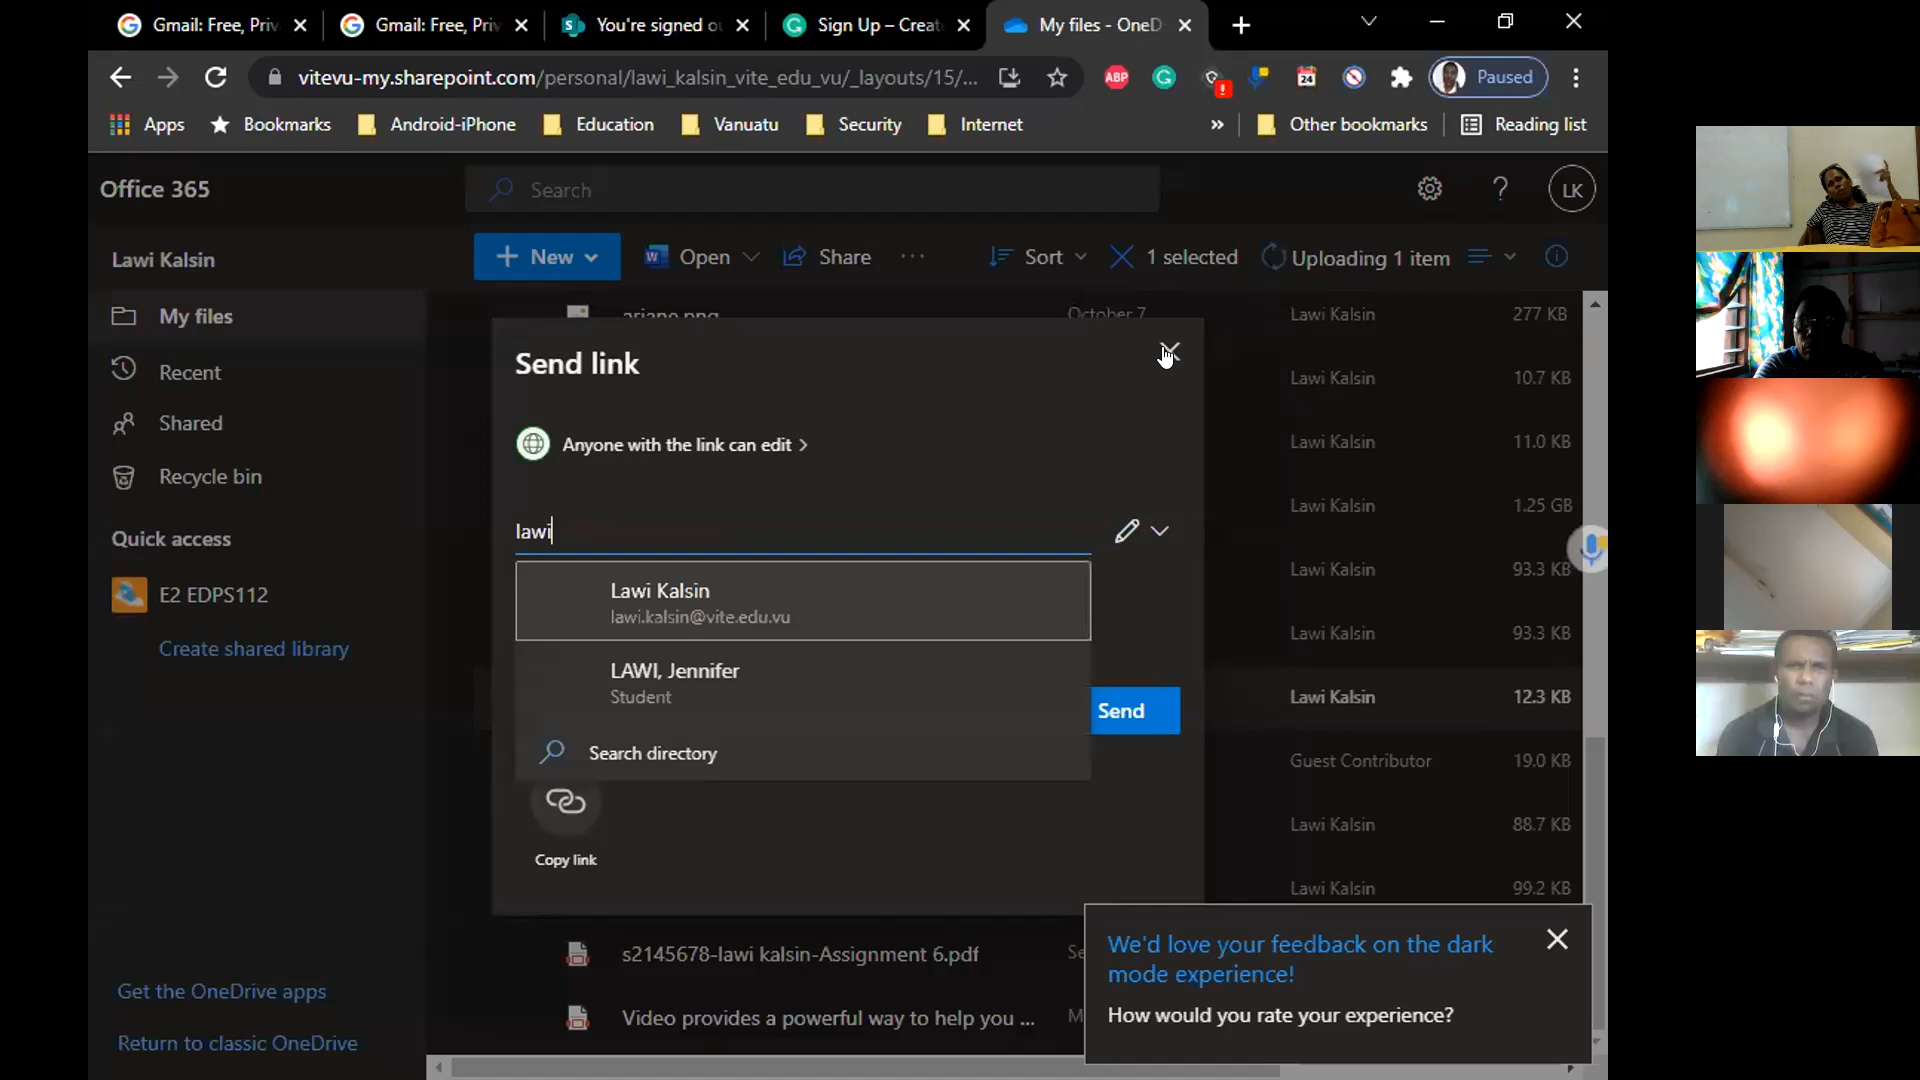 Gmail: Free, Priv
Gmail: Free, Priv
You're signed ou
Sign Up – Creat
My files - OneD
vitevu-my.sharepoint.com/personal/lawi_kalsin_vite_edu_vu/_layouts/15/...
ABP
24
Paused
Apps
Bookmarks
Android-iPhone
Education
Vanuatu
Security
Internet
Other bookmarks
Reading list
Office 365
Search
LK
Lawi Kalsin
New
Open
Share
Sort
1 selected
Uploading 1 item
My files
Recent
Shared
Recycle bin
Quick access
E2 EDPS112
Create shared library
Get the OneDrive apps
Return to classic OneDrive
ariane.png
October 7
Lawi Kalsin
277 KB
Lawi Kalsin
10.7 KB
Lawi Kalsin
11.0 KB
Lawi Kalsin
1.25 GB
Lawi Kalsin
93.3 KB
Lawi Kalsin
93.3 KB
Lawi Kalsin
12.3 KB
Guest Contributor
19.0 KB
Lawi Kalsin
88.7 KB
Lawi Kalsin
99.2 KB
Send link
Anyone with the link can edit
lawi
Lawi Kalsin
lawi.kalsin@vite.edu.vu
LAWI, Jennifer
Student
Search directory
Send
Copy link
s2145678-lawi kalsin-Assignment 6.pdf
Se
Video provides a powerful way to help you ...
M
We'd love your feedback on the dark
mode experience!
How would you rate your experience?